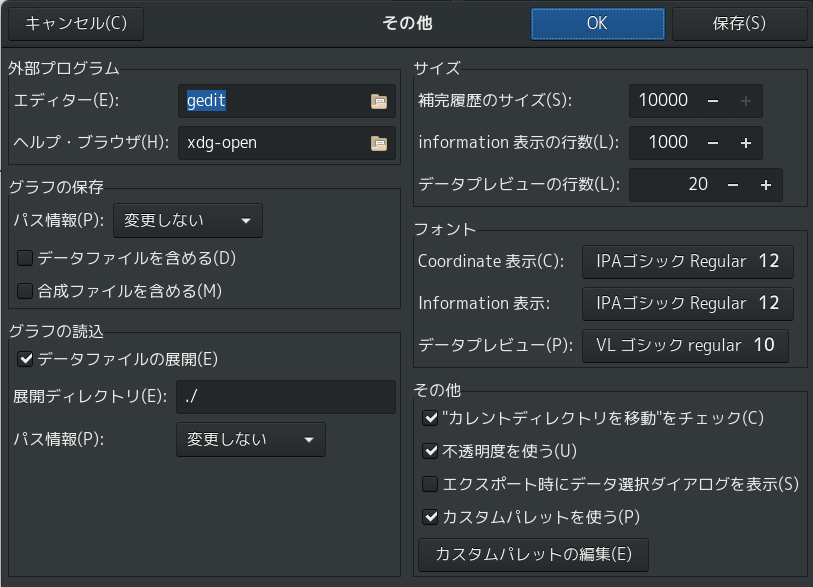 キャンセル(C)
その他
OK
保存(S)
外部プログラム
エディター(E):
gedit
ヘルプ・ブラウザ(H):
xdg-open
グラフの保存
パス情報(P):
変更しない
データファイルを含める(D)
合成ファイルを含める(M)
グラフの読込
データファイルの展開(E)
展開ディレクトリ(E):
./
パス情報(P):
変更しない
サイズ
補完履歴のサイズ(S):
10000 − +
information 表示の行数(L):
1000 − +
データプレビューの行数(L):
20 − +
フォント
Coordinate 表示(C):
IPAゴシック Regular 12
Information 表示:
IPAゴシック Regular 12
データプレビュー(P):
VL ゴシック regular 10
その他
"カレントディレクトリを移動"をチェック(C)
不透明度を使う(U)
エクスポート時にデータ選択ダイアログを表示(S)
カスタムパレットを使う(P)
カスタムパレットの編集(E)